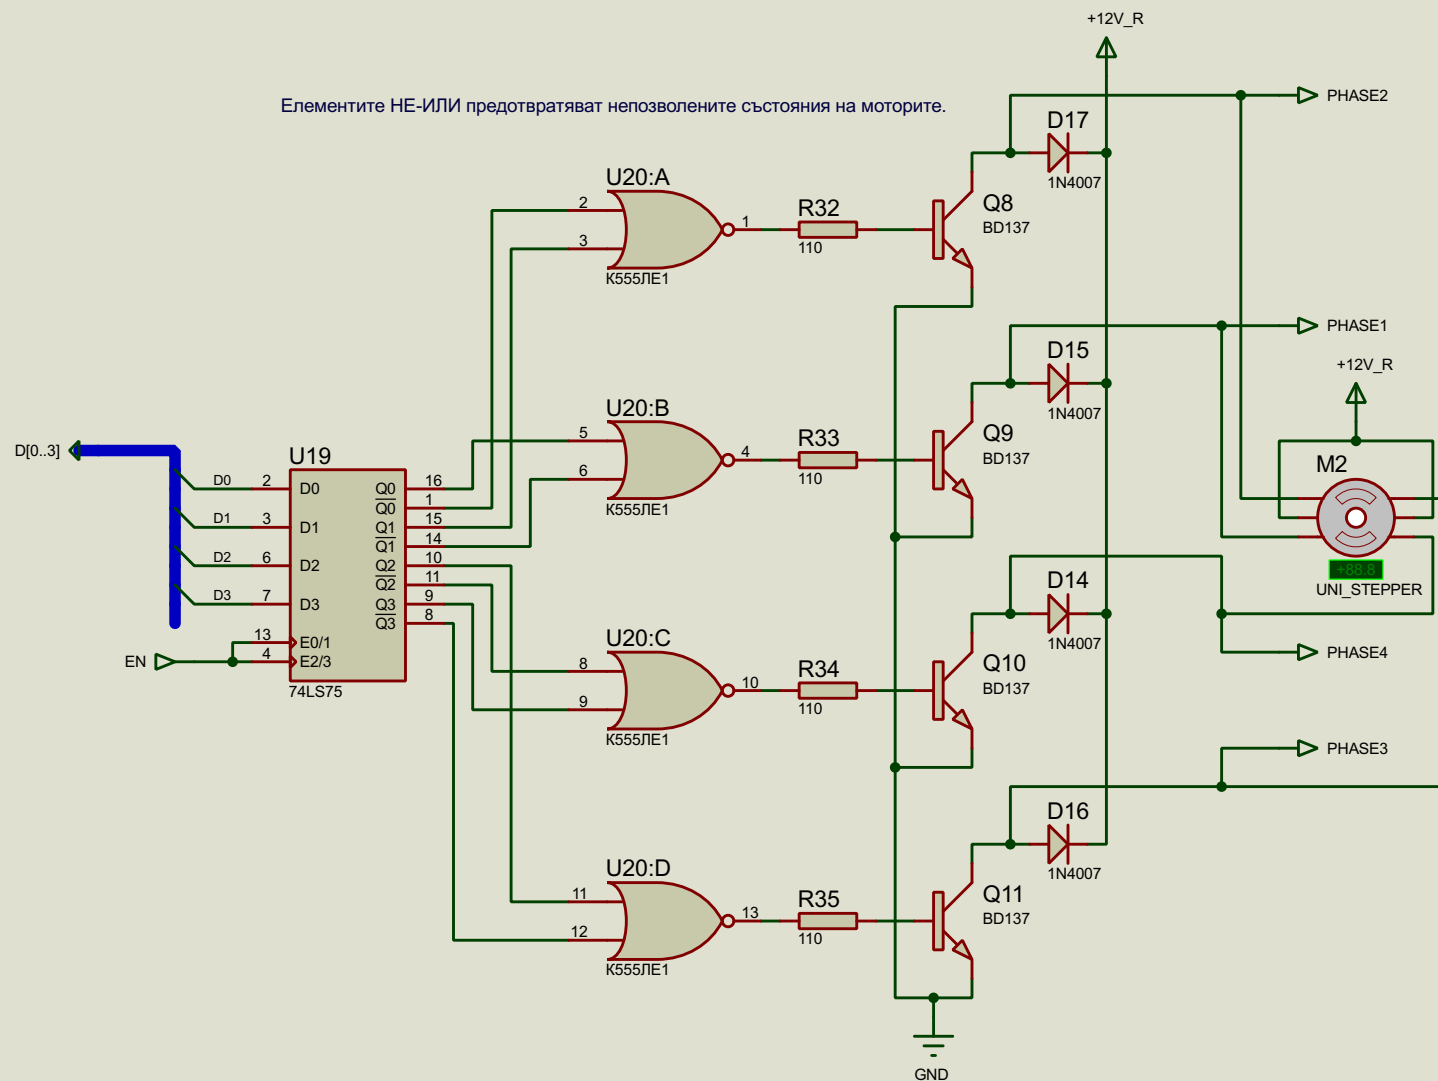 +12V_R
Елементите НЕ-ИЛИ предотвратяват непозволените състояния на моторите.
PHASE2
D17
1N4007
U20:A
2
3
1
К555ЛЕ1
R32
110
Q8
BD137
PHASE1
D15
1N4007
+12V_R
U20:B
5
6
4
К555ЛЕ1
R33
110
Q9
BD137
M2
+88.8
UNI_STEPPER
D[0..3]
U19
D0 2 D0 Q0 16
Q0 1
D1 3 D1 Q1 15
Q1 14
D2 6 D2 Q2 10
Q2 11
D3 7 D3 Q3 9
Q3 8
13 E0/1
EN 4 E2/3
74LS75
D14
1N4007
U20:C
8
9
10
К555ЛЕ1
R34
110
Q10
BD137
PHASE4
PHASE3
D16
1N4007
U20:D
11
12
13
К555ЛЕ1
R35
110
Q11
BD137
GND